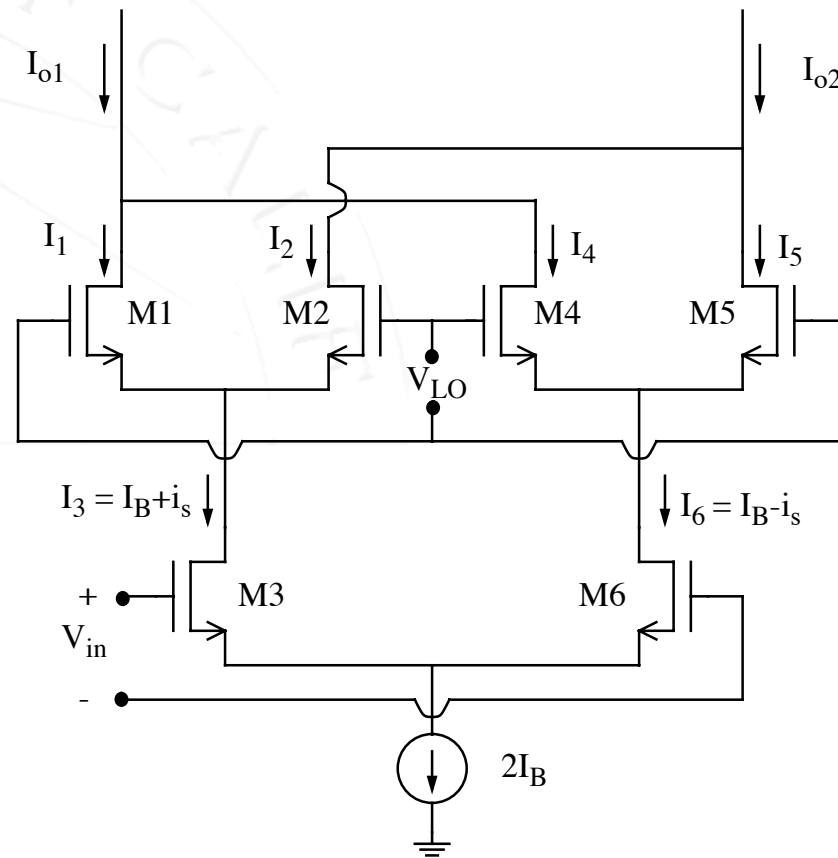 I_o1
I_o2
I_1
I_2
I_4
I_5
M1
M2
M4
M5
V_LO
I_3 = I_B+i_s
I_6 = I_B-i_s
+
M3
M6
V_in
-
2I_B